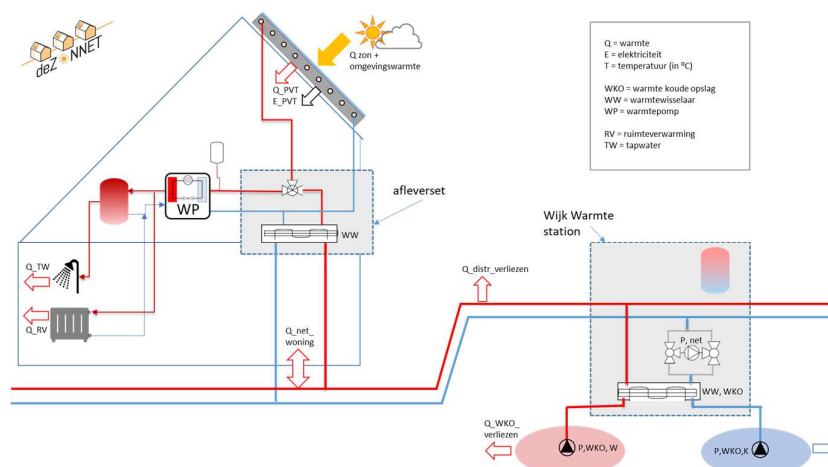 deZONNET
Q zon +
omgevingswarmte
Q_PVT
E_PVT
Q = warmte
E = elektriciteit
T = temperatuur (in ⁰C)
WKO = warmte koude opslag
WW = warmtewisselaar
WP = warmtepomp
RV = ruimteverwarming
TW = tapwater
afleverset
WP
WW
Wijk Warmte
station
Q_TW
Q_RV
Q_distr_verliezen
Q_net_
woning
P, net
WW, WKO
Q_WKO_
verliezen
P,WKO, W
P,WKO,K